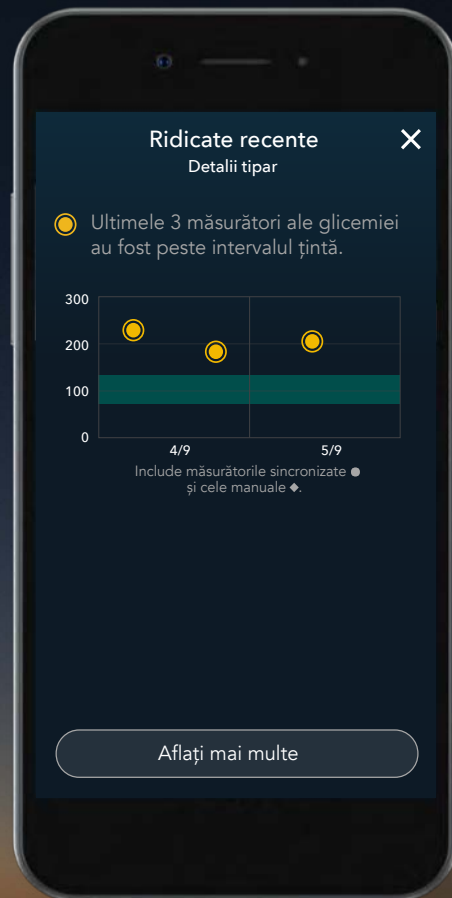 Ridicate recente
Detalii tipar
Ultimele 3 măsurători ale glicemiei
au fost peste intervalul țintă.
300
200
100
0
4/9
5/9
Include măsurătorile sincronizate
și cele manuale .
Aflați mai multe